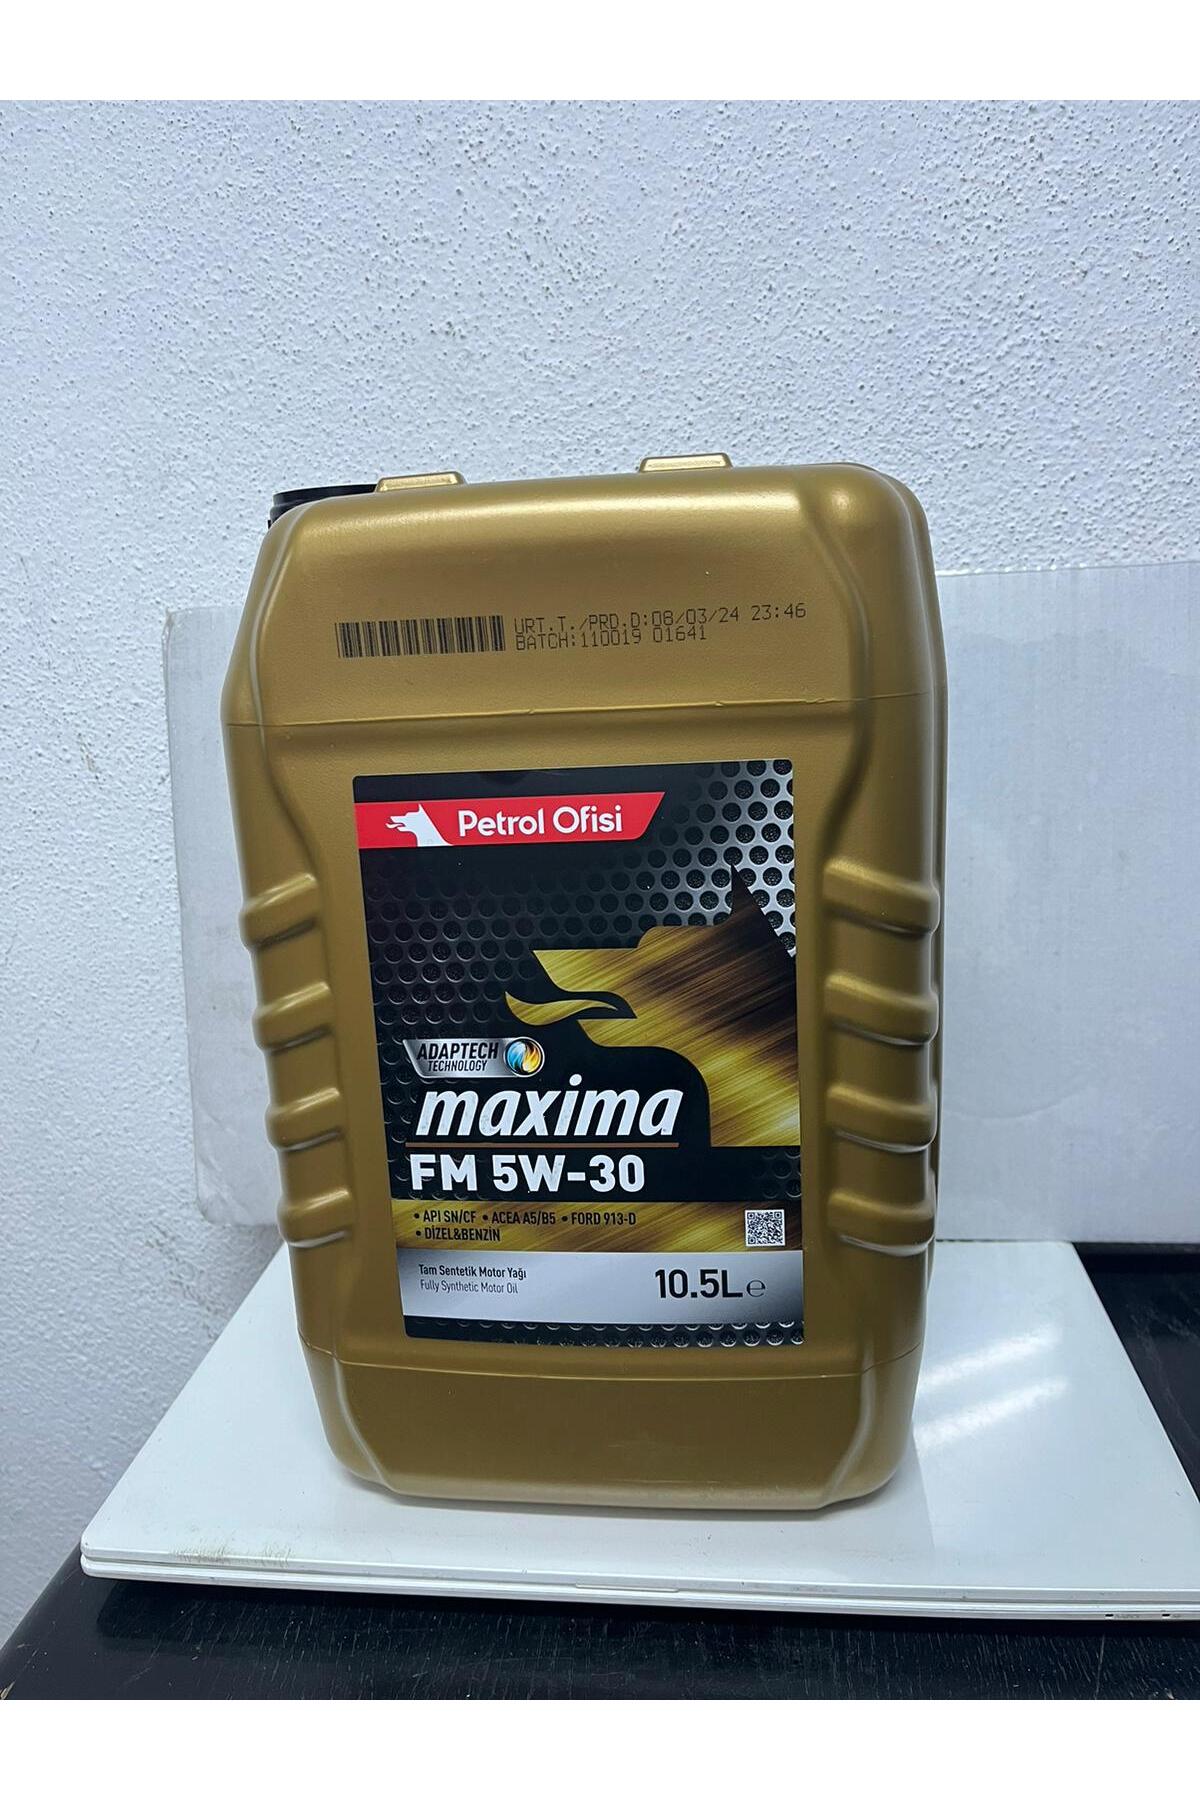 URT.T./PRD.D:08/03/24 23:46
BATCH:110019 01641
Petrol Ofisi
ADAPTECH
TECHNOLOGY
maxima
FM 5W-30
• API SN/CF • ACEA A5/B5 • FORD 913-D
• DİZEL&BENZİN
Tam Sentetik Motor Yağı
Fully Synthetic Motor Oil
10.5L℮